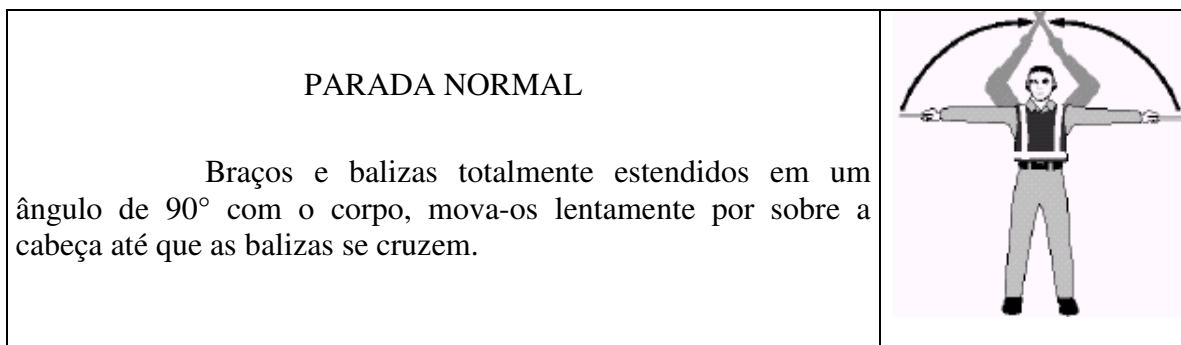 PARADA NORMAL
Braços e balizas totalmente estendidos em um
ângulo de 90° com o corpo, mova-os lentamente por sobre a
cabeça até que as balizas se cruzem.